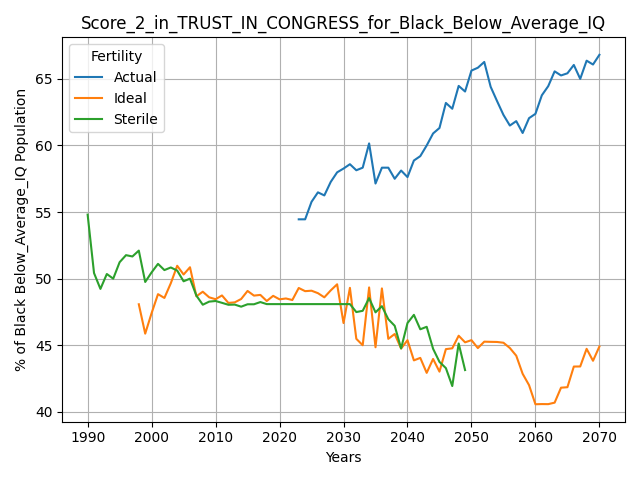 Score_2_in_TRUST_IN_CONGRESS_for_Black_Below_Average_IQ
Fertility
Actual
Ideal
Sterile
% of Black Below_Average_IQ Population
65
60
55
50
45
40
1990 2000 2010 2020 2030 2040 2050 2060 2070
Years